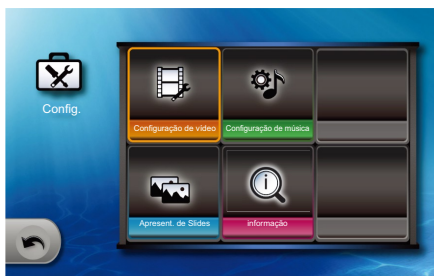 Config.
Configuração de vídeo
Configuração de música
Apresent. de Slides
informação